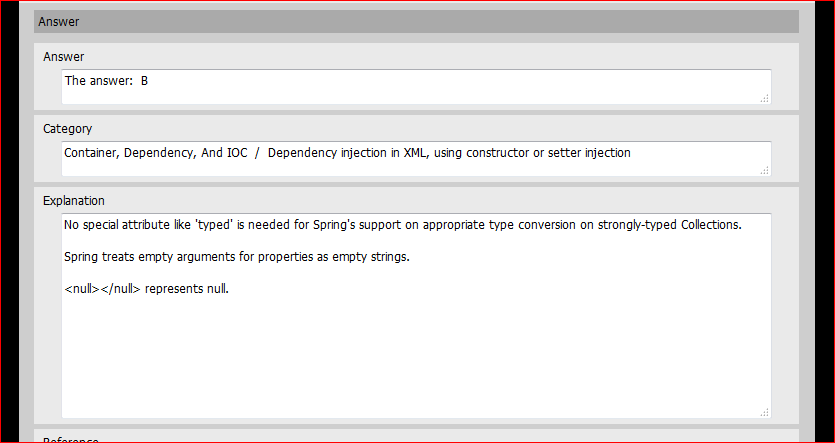 Answer
Answer
The answer:  B
Category
Container, Dependency, And IOC  /  Dependency injection in XML, using constructor or setter injection
Explanation
No special attribute like 'typed' is needed for Spring's support on appropriate type conversion on strongly-typed Collections.
Spring treats empty arguments for properties as empty strings.
<null></null> represents null.
Reference